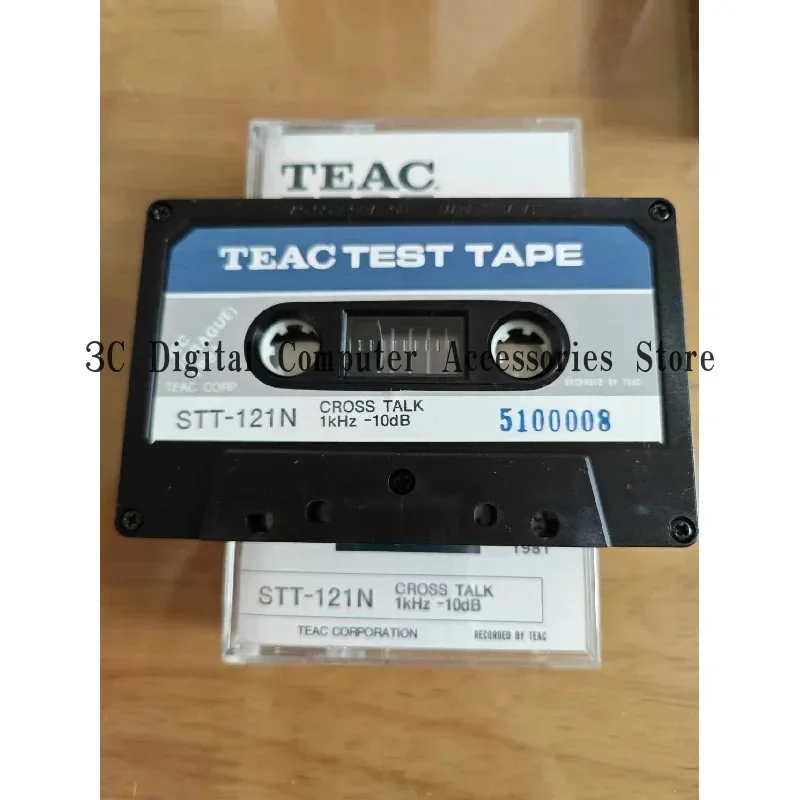 TEAC
TEAC TEST TAPE
3C Digital Computer Accessories Store
TEAC CORP
RECORDED BY TEAC
STT-121N
CROSS TALK
1kHz -10dB
5100008
1981
STT-121N
CROSS TALK
1kHz -10dB
TEAC CORPORATION
RECORDED BY TEAC